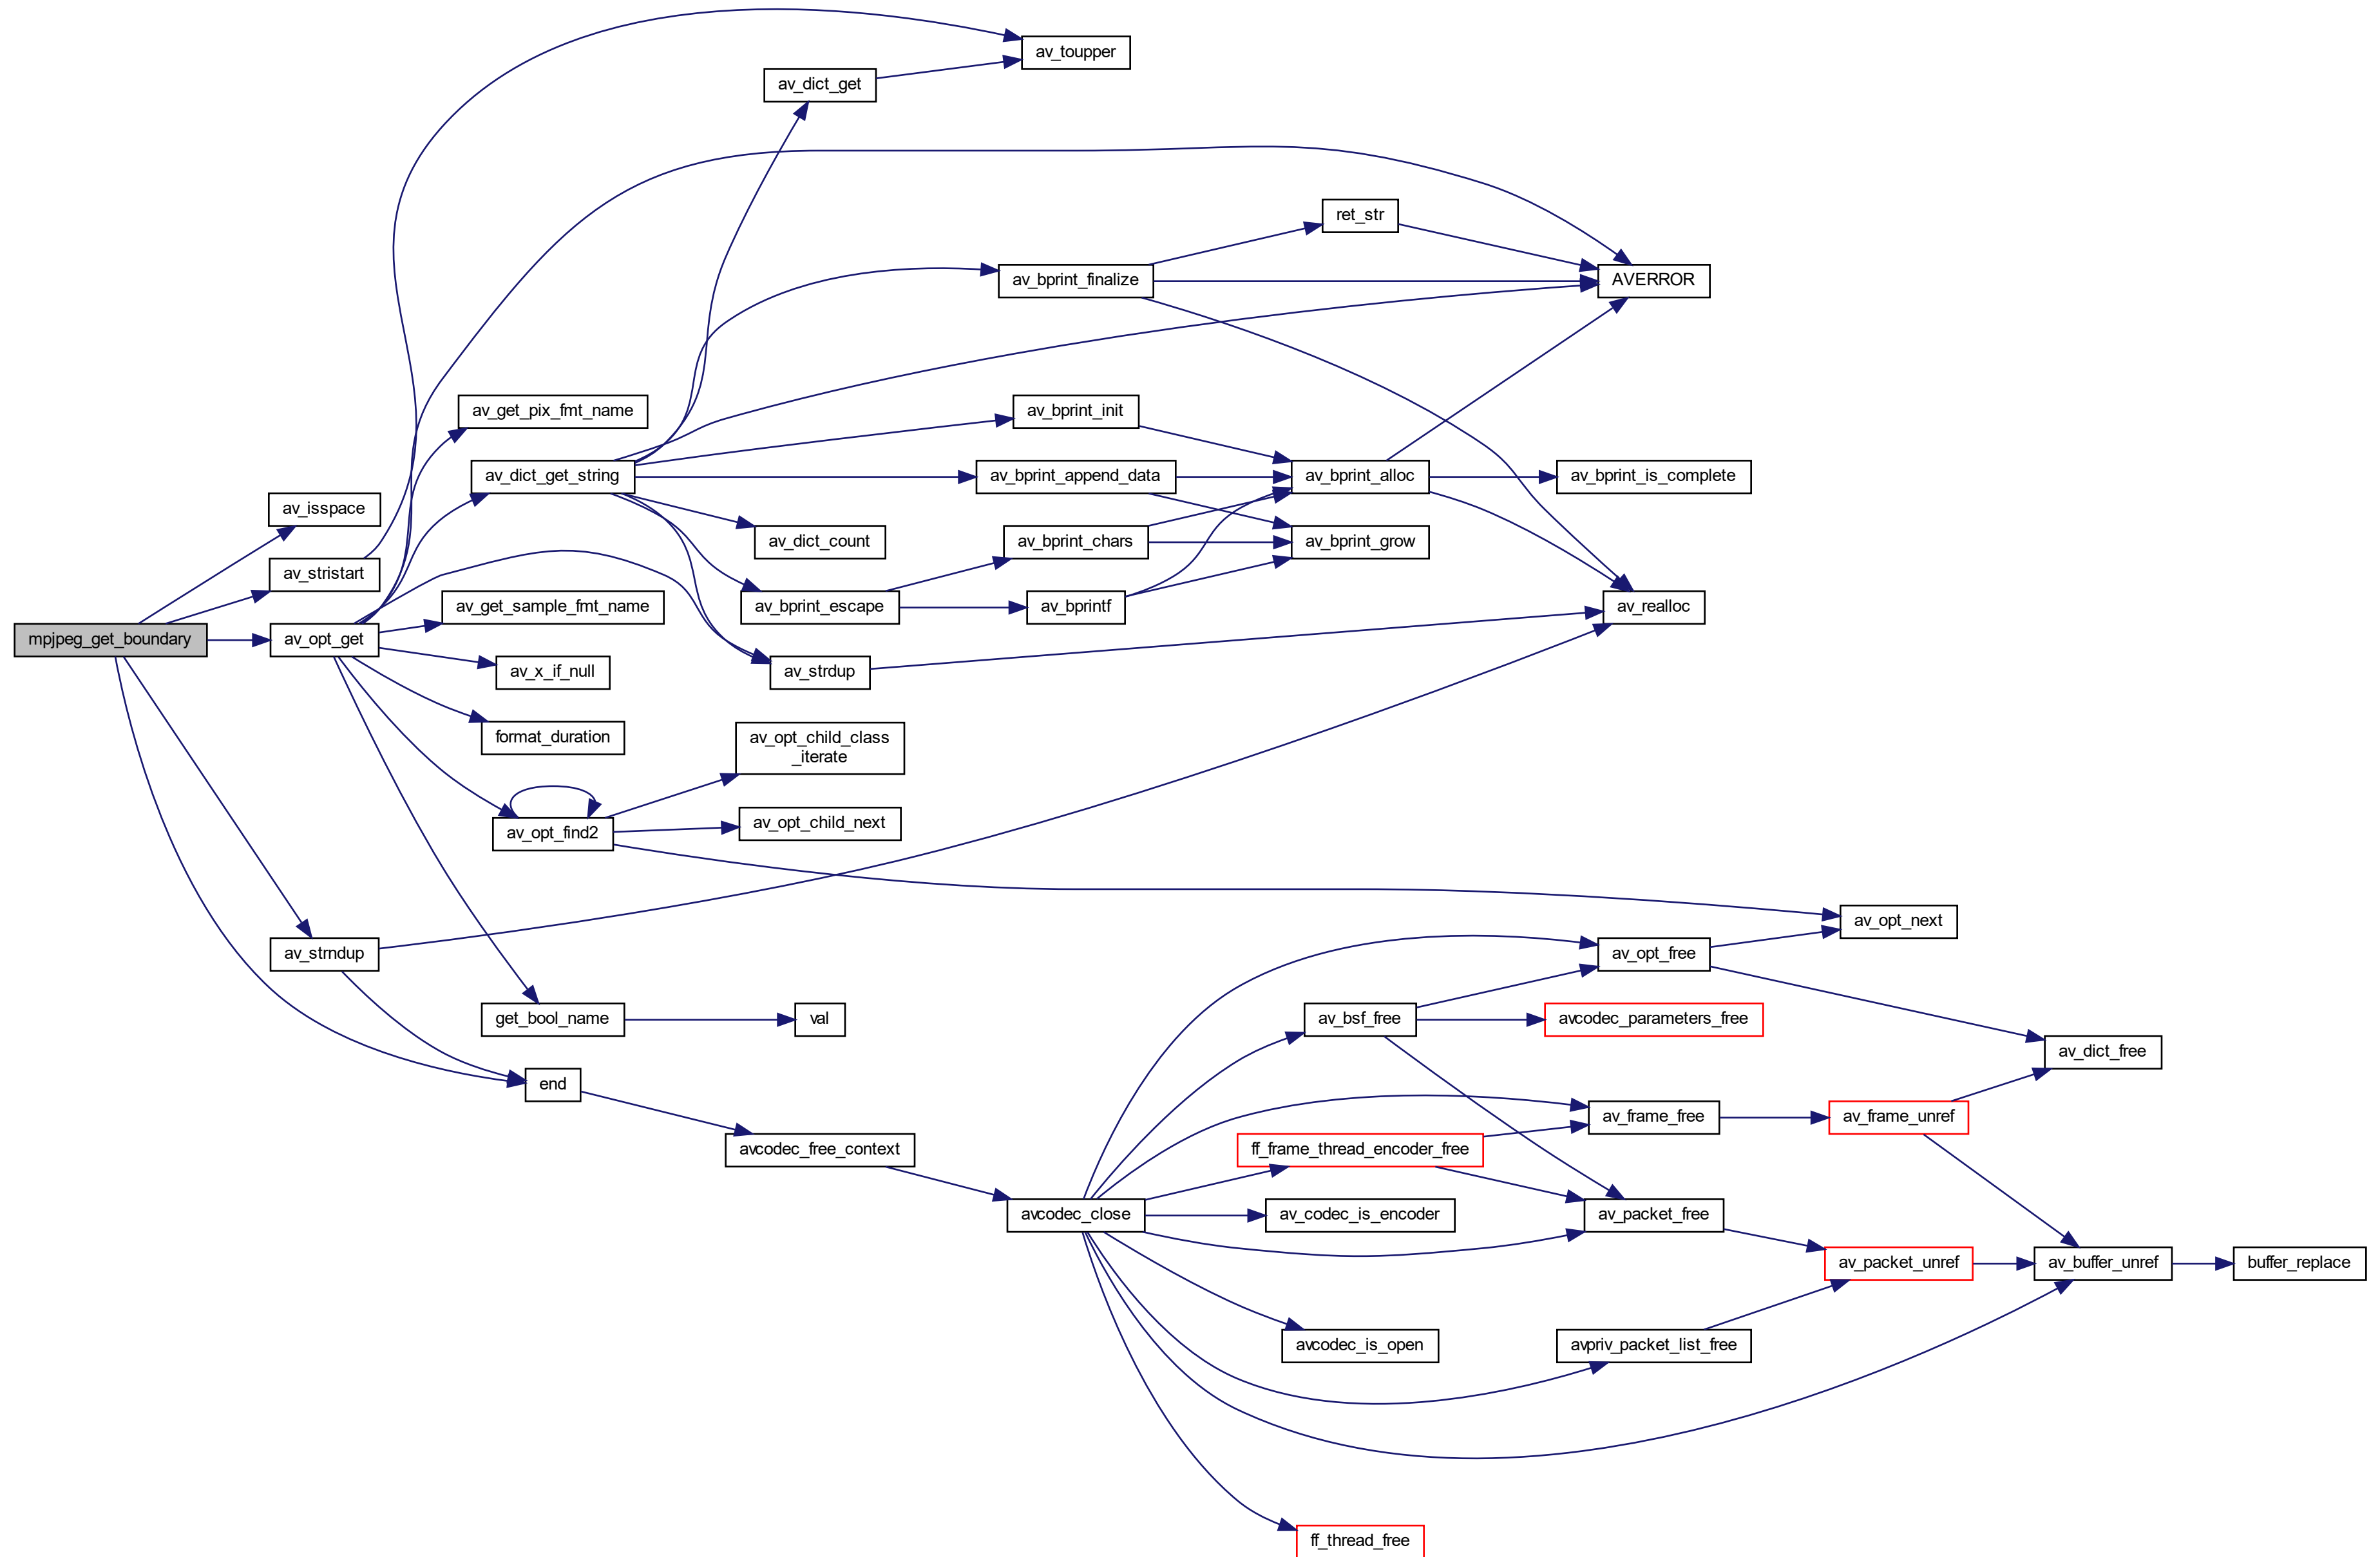 av_toupper
av_dict_get
ret_str
av_bprint_finalize
AVERROR
av_get_pix_fmt_name
av_bprint_init
av_dict_get_string
av_bprint_append_data
av_bprint_alloc
av_bprint_is_complete
av_isspace
av_dict_count
av_bprint_chars
av_bprint_grow
av_stristart
av_get_sample_fmt_name
av_bprint_escape
av_bprintf
av_realloc
mpjpeg_get_boundary
av_opt_get
av_x_if_null
av_strdup
format_duration
av_opt_child_class
_iterate
av_opt_find2
av_opt_child_next
av_opt_next
av_strndup
av_opt_free
get_bool_name
val
av_bsf_free
avcodec_parameters_free
av_dict_free
end
av_frame_free
av_frame_unref
avcodec_free_context
ff_frame_thread_encoder_free
avcodec_close
av_codec_is_encoder
av_packet_free
av_packet_unref
av_buffer_unref
buffer_replace
avcodec_is_open
avpriv_packet_list_free
ff_thread_free